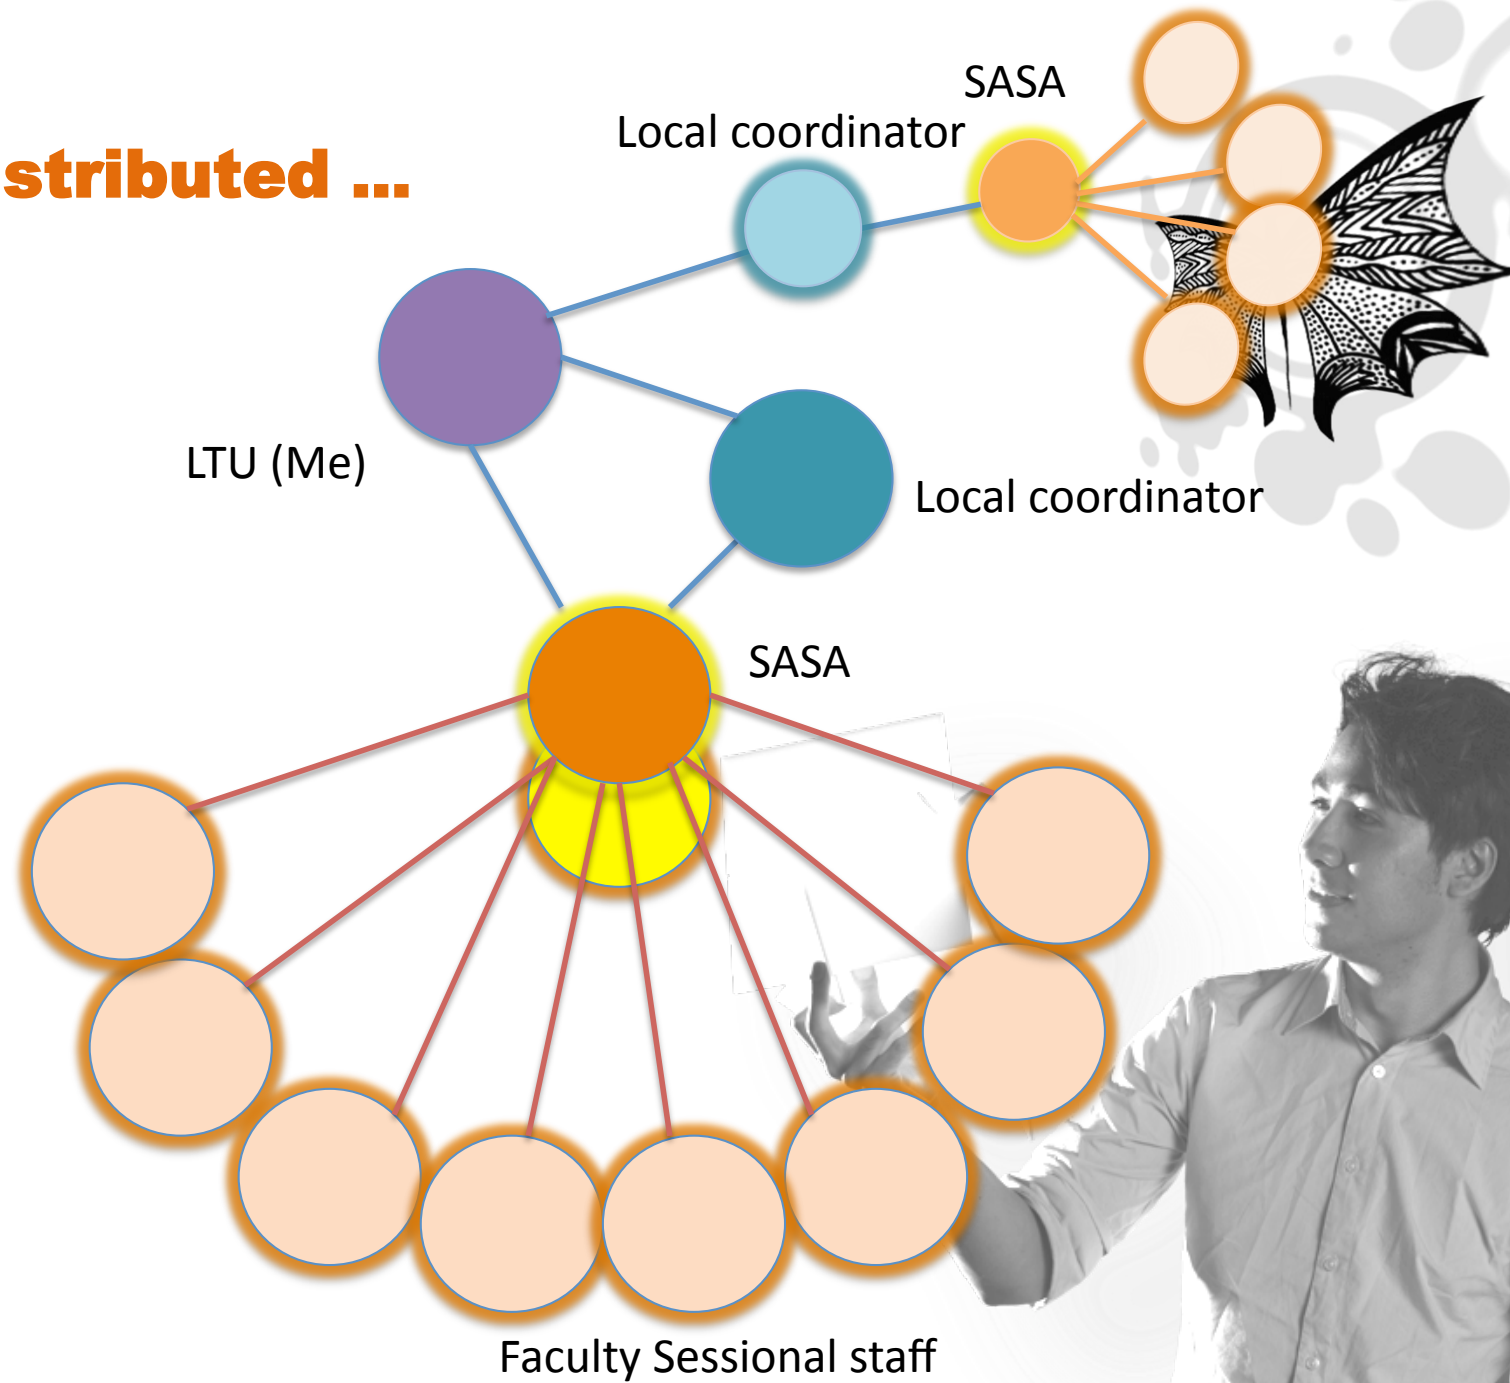 stributed ...
SASA
Local coordinator
LTU (Me)
Local coordinator
SASA
Faculty Sessional staff